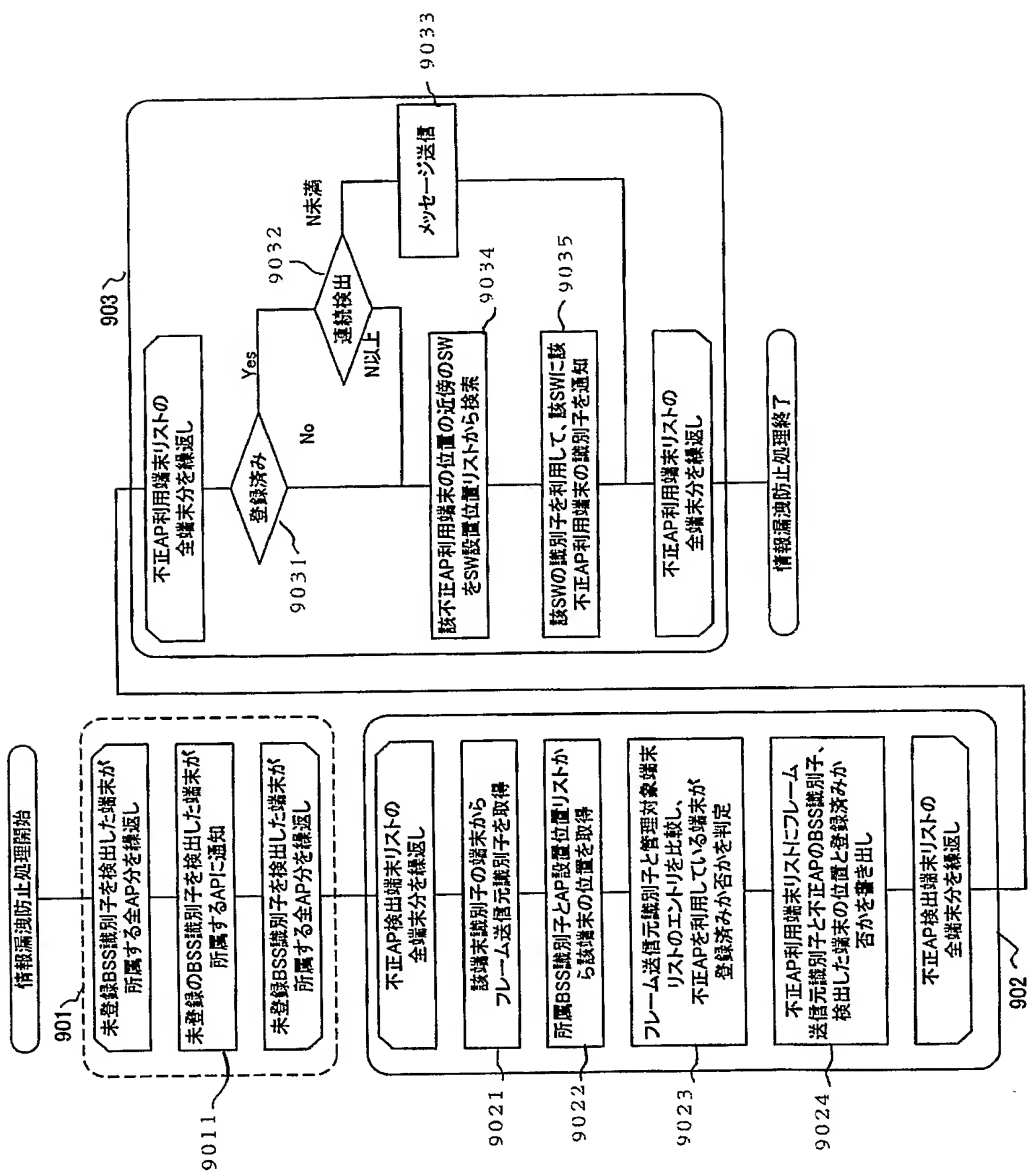 情報漏洩防止処理開始
901
未登録BSS識別子を検出した端末が
所属する全AP分を繰返し
未登録のBSS識別子を検出した端末が
所属するAPに通知
9011
未登録BSS識別子を検出した端末が
所属する全AP分を繰返し
不正AP検出端末リストの
全端末分を繰返し
該端末識別子の端末から
フレーム送信元識別子を取得
9021
所属BSS識別子とAP設置位置リストか
ら該端末の位置を取得
9022
フレーム送信元識別子と管理対象端末
リストのエントリを比較し、
不正APを利用している端末が
登録済みか否かを判定
9023
不正AP利用端末リストにフレーム
送信元識別子と不正APのBSS識別子、
検出した端末の位置と登録済みか
否かを書き出し
9024
不正AP検出端末リストの
全端末分を繰返し
902
903
不正AP利用端末リストの
全端末分を繰返し
登録済み
9031
Yes
No
連続検出
9032
N未満
N以上
メッセージ送信
9033
該不正AP利用端末の位置の近傍のSW
をSW設置位置リストから検索
9034
該SWの識別子を利用して、該SWに該
不正AP利用端末の識別子を通知
9035
不正AP利用端末リストの
全端末分を繰返し
情報漏洩防止処理終了